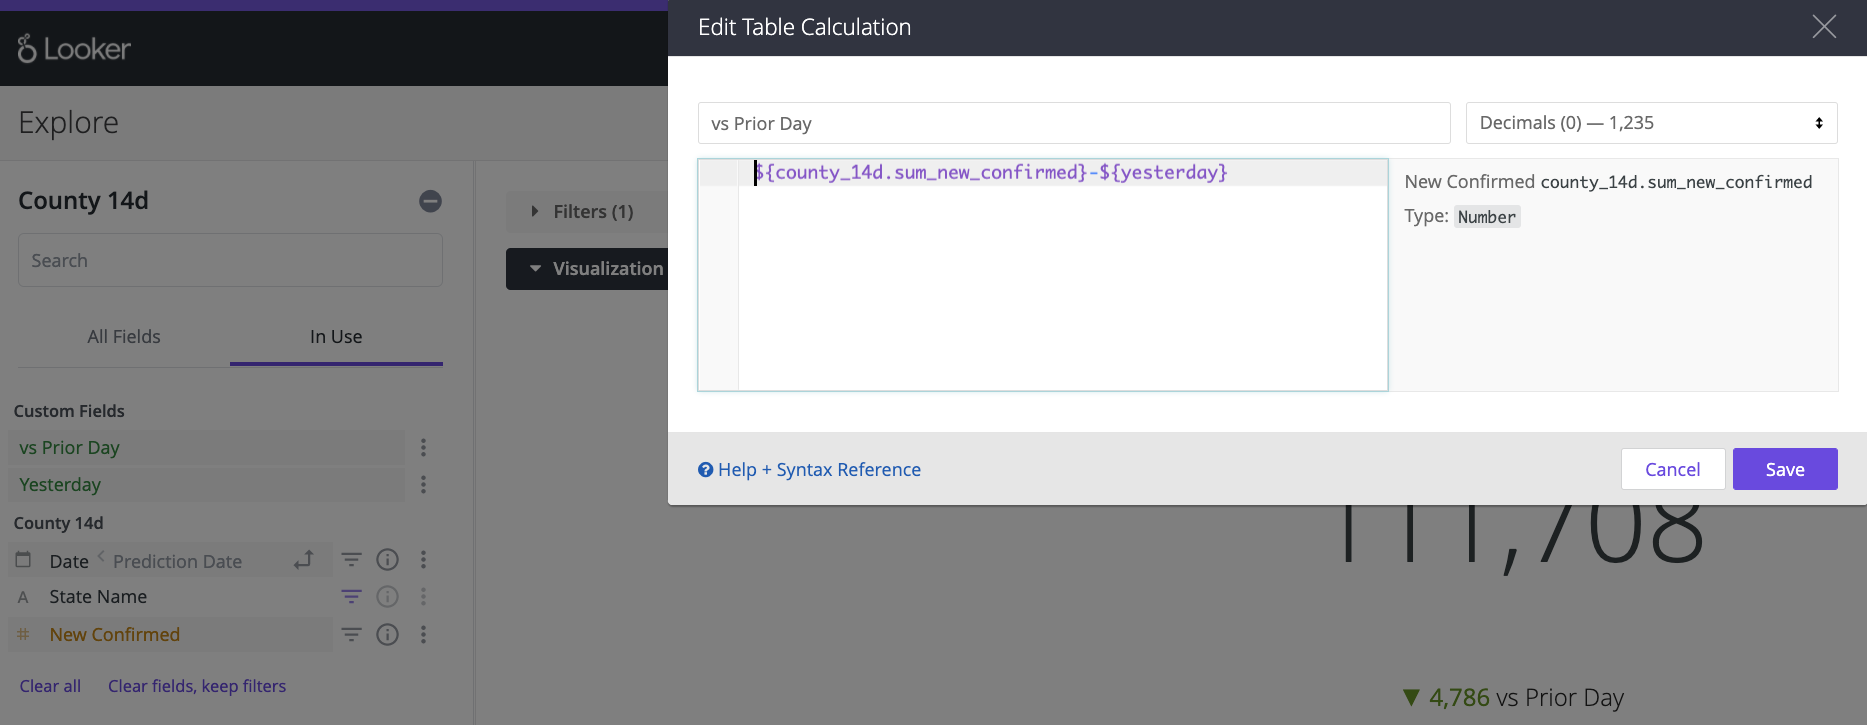 Looker
Explore
County 14d
Search
All Fields
In Use
Custom Fields
vs Prior Day
Yesterday
County 14d
Date
Prediction Date
A
State Name
#
New Confirmed
Clear all
Clear fields, keep filters
Filters (1)
Visualization
Edit Table Calculation
vs Prior Day
Decimals (0) — 1,235
${county_14d.sum_new_confirmed}-${yesterday}
New Confirmed county_14d.sum_new_confirmed
Type: Number
Help + Syntax Reference
Cancel
Save
111,708
▼ 4,786 vs Prior Day